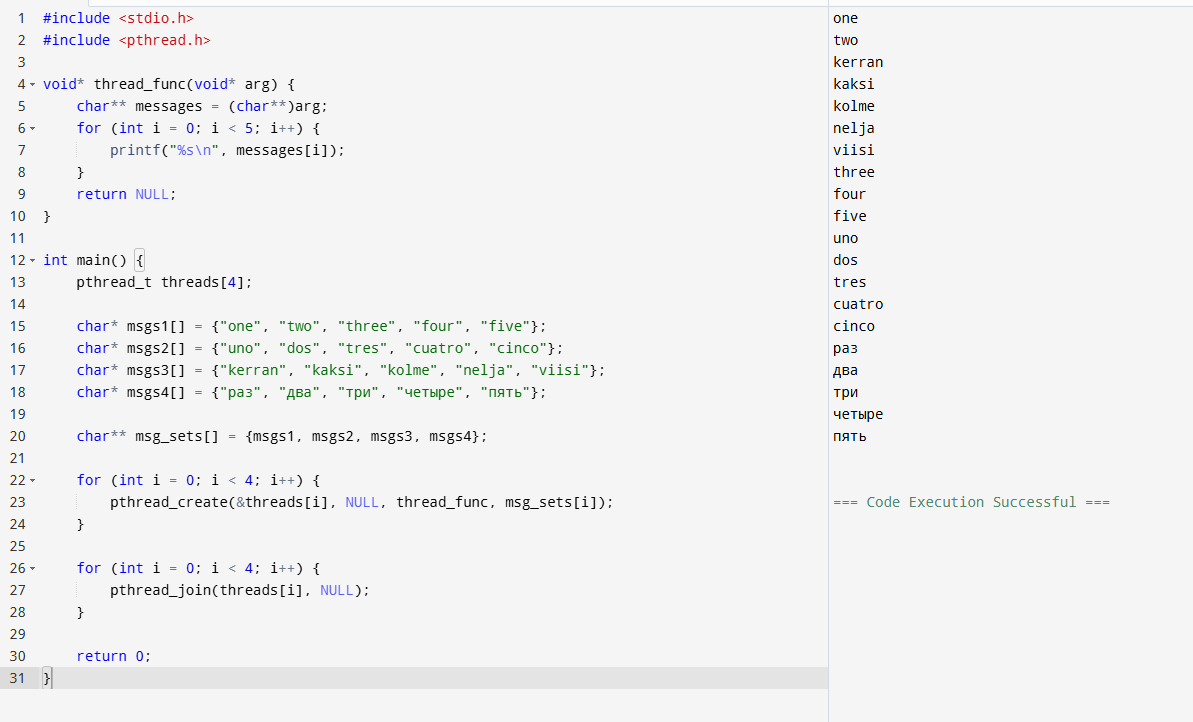 1 #include <stdio.h>
2 #include <pthread.h>
3
4 void* thread_func(void* arg) {
5     char** messages = (char**)arg;
6     for (int i = 0; i < 5; i++) {
7         printf("%s\n", messages[i]);
8     }
9     return NULL;
10 }
11
12 int main() {
13     pthread_t threads[4];
14
15     char* msgs1[] = {"one", "two", "three", "four", "five"};
16     char* msgs2[] = {"uno", "dos", "tres", "cuatro", "cinco"};
17     char* msgs3[] = {"kerran", "kaksi", "kolme", "nelja", "viisi"};
18     char* msgs4[] = {"раз", "два", "три", "четыре", "пять"};
19
20     char** msg_sets[] = {msgs1, msgs2, msgs3, msgs4};
21
22     for (int i = 0; i < 4; i++) {
23         pthread_create(&threads[i], NULL, thread_func, msg_sets[i]);
24     }
25
26     for (int i = 0; i < 4; i++) {
27         pthread_join(threads[i], NULL);
28     }
29
30     return 0;
31 }
one
two
kerran
kaksi
kolme
nelja
viisi
three
four
five
uno
dos
tres
cuatro
cinco
раз
два
три
четыре
пять
=== Code Execution Successful ===